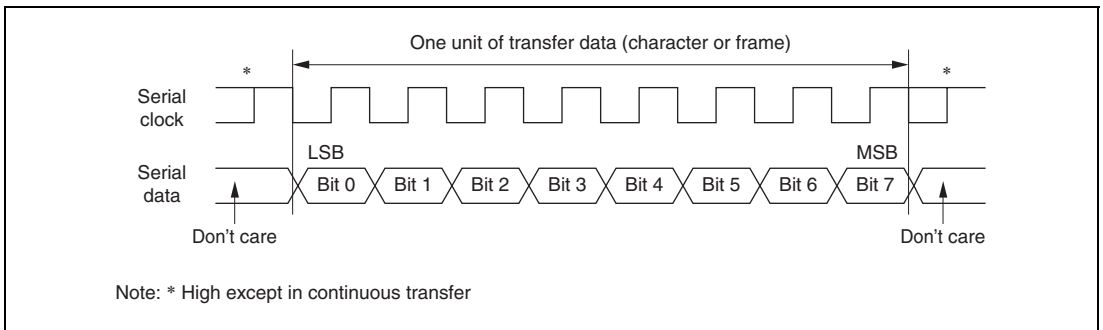 One unit of transfer data (character or frame)
* *
Serial
clock
LSB MSB
Serial
data
Bit 0 Bit 1 Bit 2 Bit 3 Bit 4 Bit 5 Bit 6 Bit 7
Don't care Don't care
Note: * High except in continuous transfer